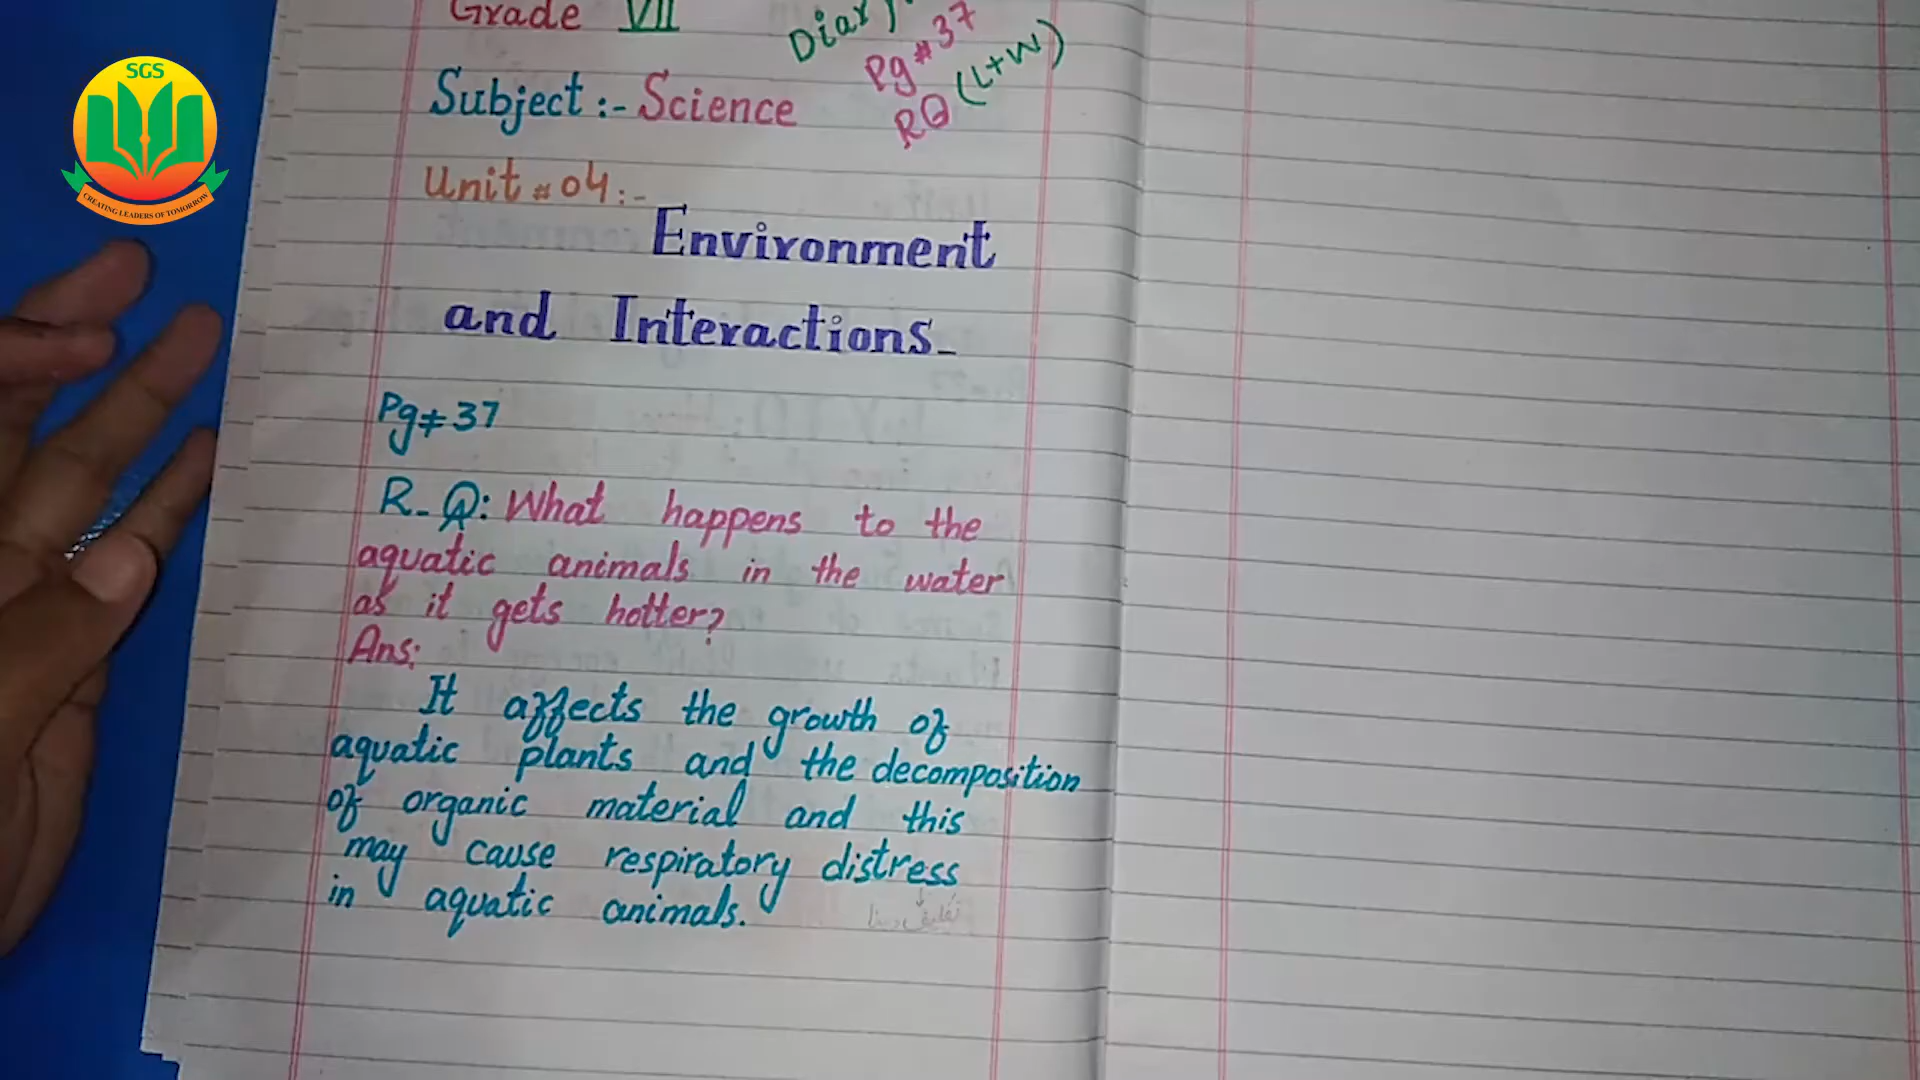 SGS
CREATING LEADERS OF TOMORROW
Grade VII
Diary:
Pg # 37
RQ (L+W)
Subject :- Science
Unit # 04 :-
Environment
and Interactions-
Pg # 37
R-Q: What happens to the
aquatic animals in the water
as it gets hotter?
Ans:
It affects the growth of
aquatic plants and the decomposition
of organic material and this
may cause respiratory distress
in aquatic animals.
تکلیف دینا